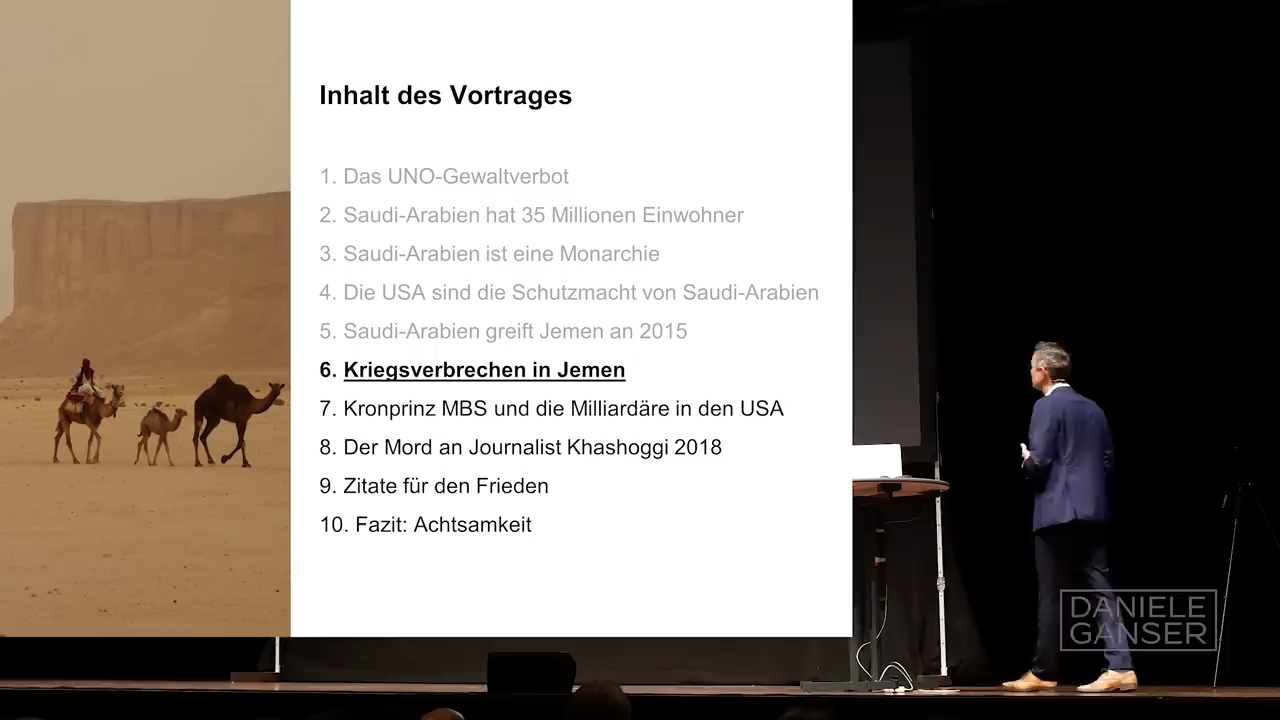 Inhalt des Vortrages
1. Das UNO-Gewaltverbot
2. Saudi-Arabien hat 35 Millionen Einwohner
3. Saudi-Arabien ist eine Monarchie
4. Die USA sind die Schutzmacht von Saudi-Arabien
5. Saudi-Arabien greift Jemen an 2015
6. Kriegsverbrechen in Jemen
7. Kronprinz MBS und die Milliardäre in den USA
8. Der Mord an Journalist Khashoggi 2018
9. Zitate für den Frieden
10. Fazit: Achtsamkeit
DANIELE
GANSER